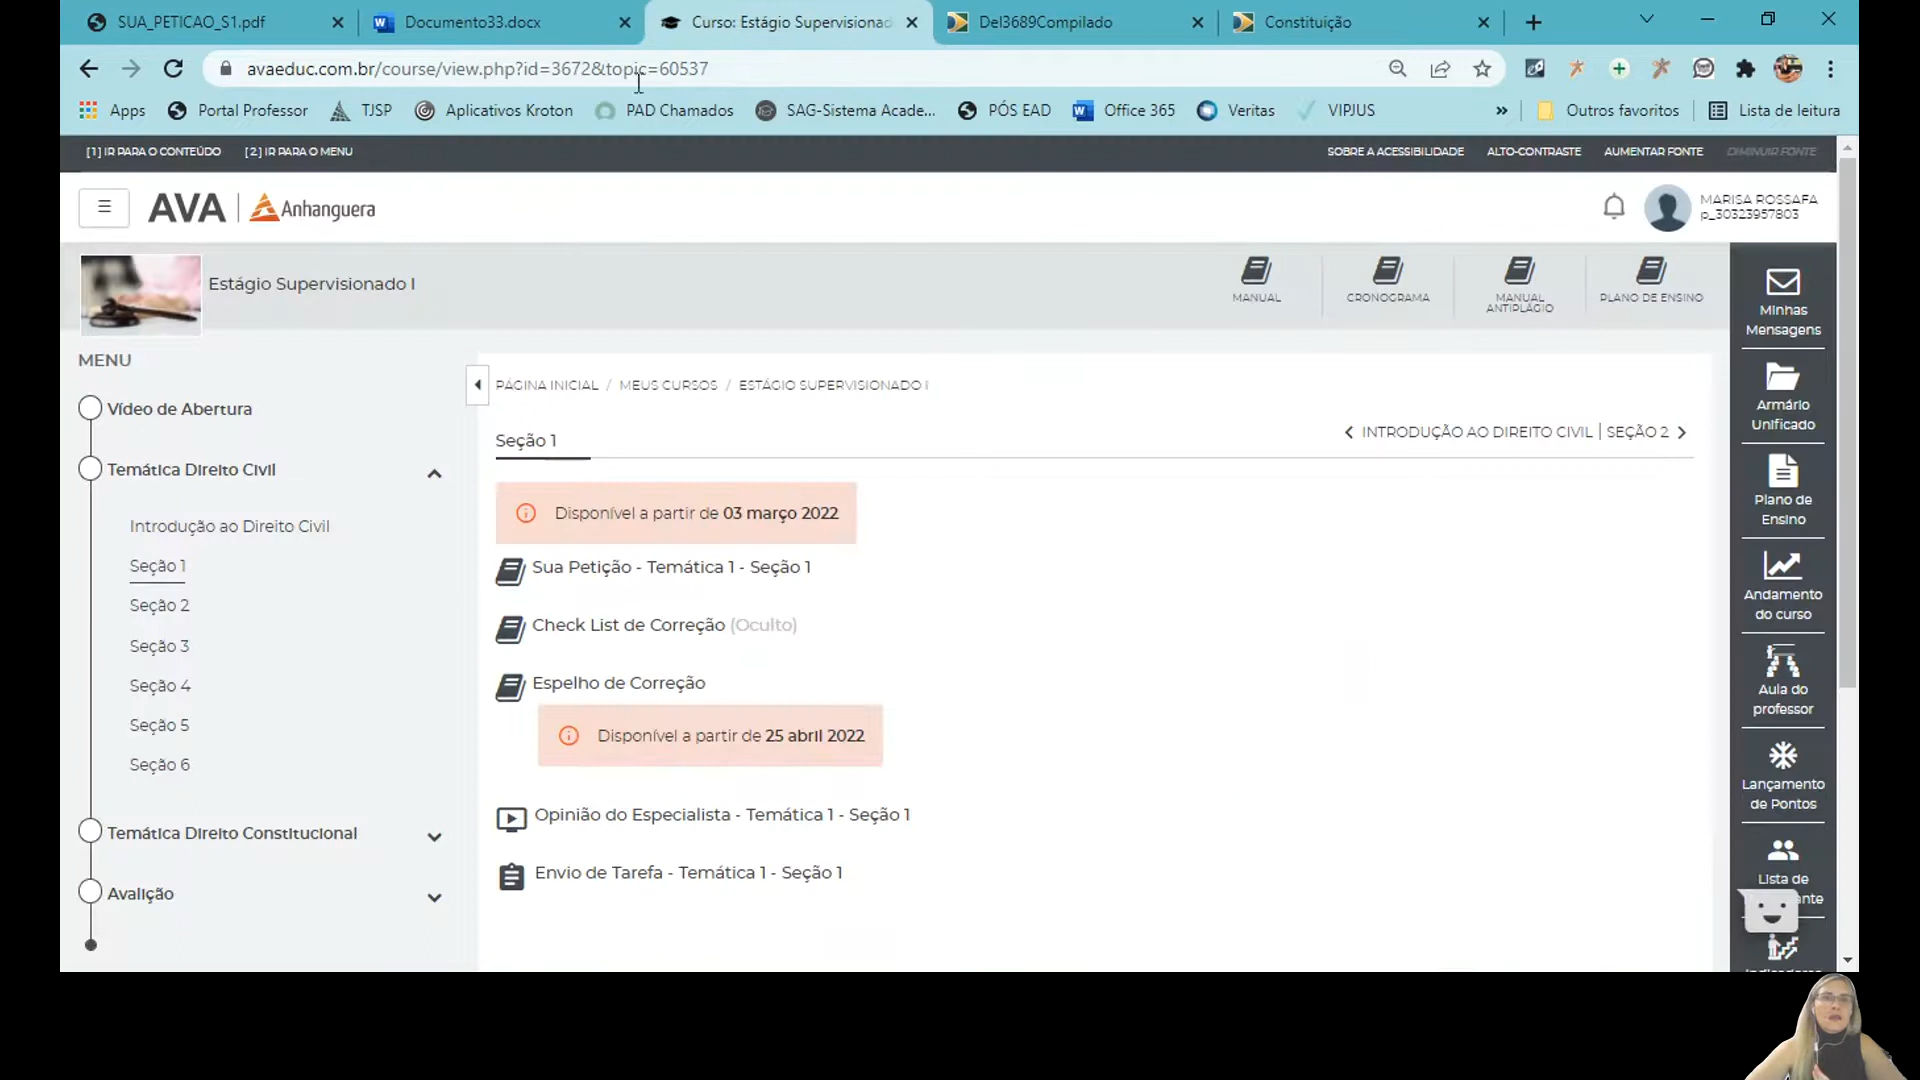 SUA_PETICAO_S1.pdf
Documento33.docx
Curso: Estágio Supervisionad
Del3689Compilado
Constituição
avaeduc.com.br/course/view.php?id=3672&topic=60537
Apps
Portal Professor
TJSP
Aplicativos Kroton
PAD Chamados
SAG-Sistema Acade...
PÓS EAD
Office 365
Veritas
VIPJUS
»
Outros favoritos
Lista de leitura
[1] IR PARA O CONTEÚDO
[2] IR PARA O MENU
SOBRE A ACESSIBILIDADE
ALTO-CONTRASTE
AUMENTAR FONTE
DIMINUIR FONTE
AVA
Anhanguera
MARISA ROSSAFA
p_30323957803
Estágio Supervisionado I
MANUAL
CRONOGRAMA
MANUAL
ANTIPLÁGIO
PLANO DE ENSINO
MENU
Vídeo de Abertura
Temática Direito Civil
Introdução ao Direito Civil
Seção 1
Seção 2
Seção 3
Seção 4
Seção 5
Seção 6
Temática Direito Constitucional
Avalição
PÁGINA INICIAL / MEUS CURSOS / ESTÁGIO SUPERVISIONADO I
Seção 1
INTRODUÇÃO AO DIREITO CIVIL | SEÇÃO 2
Disponível a partir de 03 março 2022
Sua Petição - Temática 1 - Seção 1
Check List de Correção (Oculto)
Espelho de Correção
Disponível a partir de 25 abril 2022
Opinião do Especialista - Temática 1 - Seção 1
Envio de Tarefa - Temática 1 - Seção 1
Minhas
Mensagens
Armário
Unificado
Plano de
Ensino
Andamento
do curso
Aula do
professor
Lançamento
de Pontos
Lista de
nte